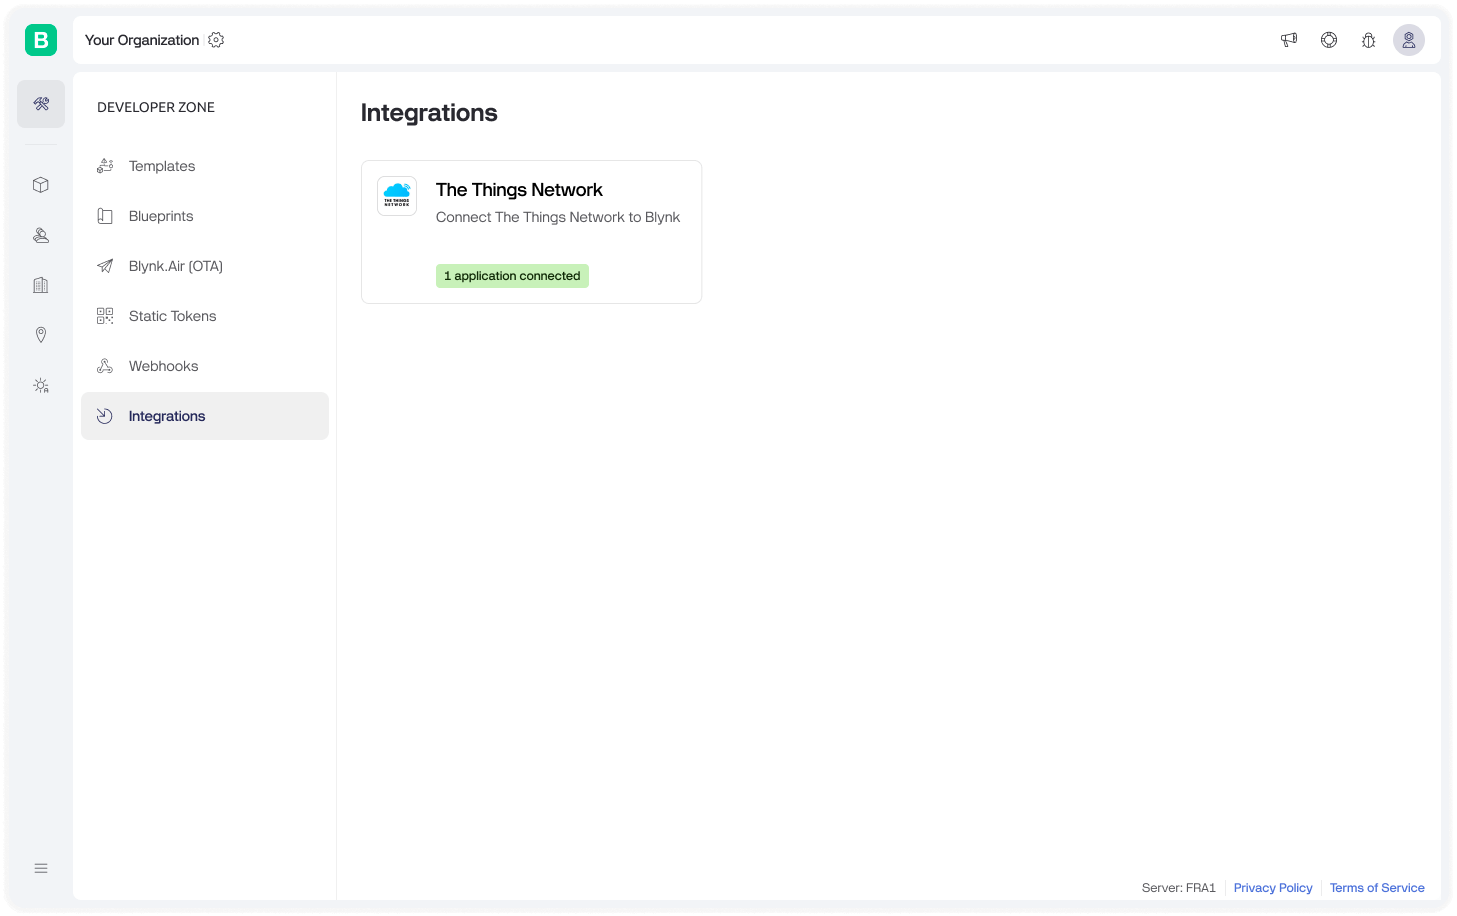 B
Your Organization
DEVELOPER ZONE
Templates
Blueprints
Blynk.Air (OTA)
Static Tokens
Webhooks
Integrations
Integrations
THE THINGS
NETWORK
The Things Network
Connect The Things Network to Blynk
1 application connected
Server: FRA1
Privacy Policy
Terms of Service